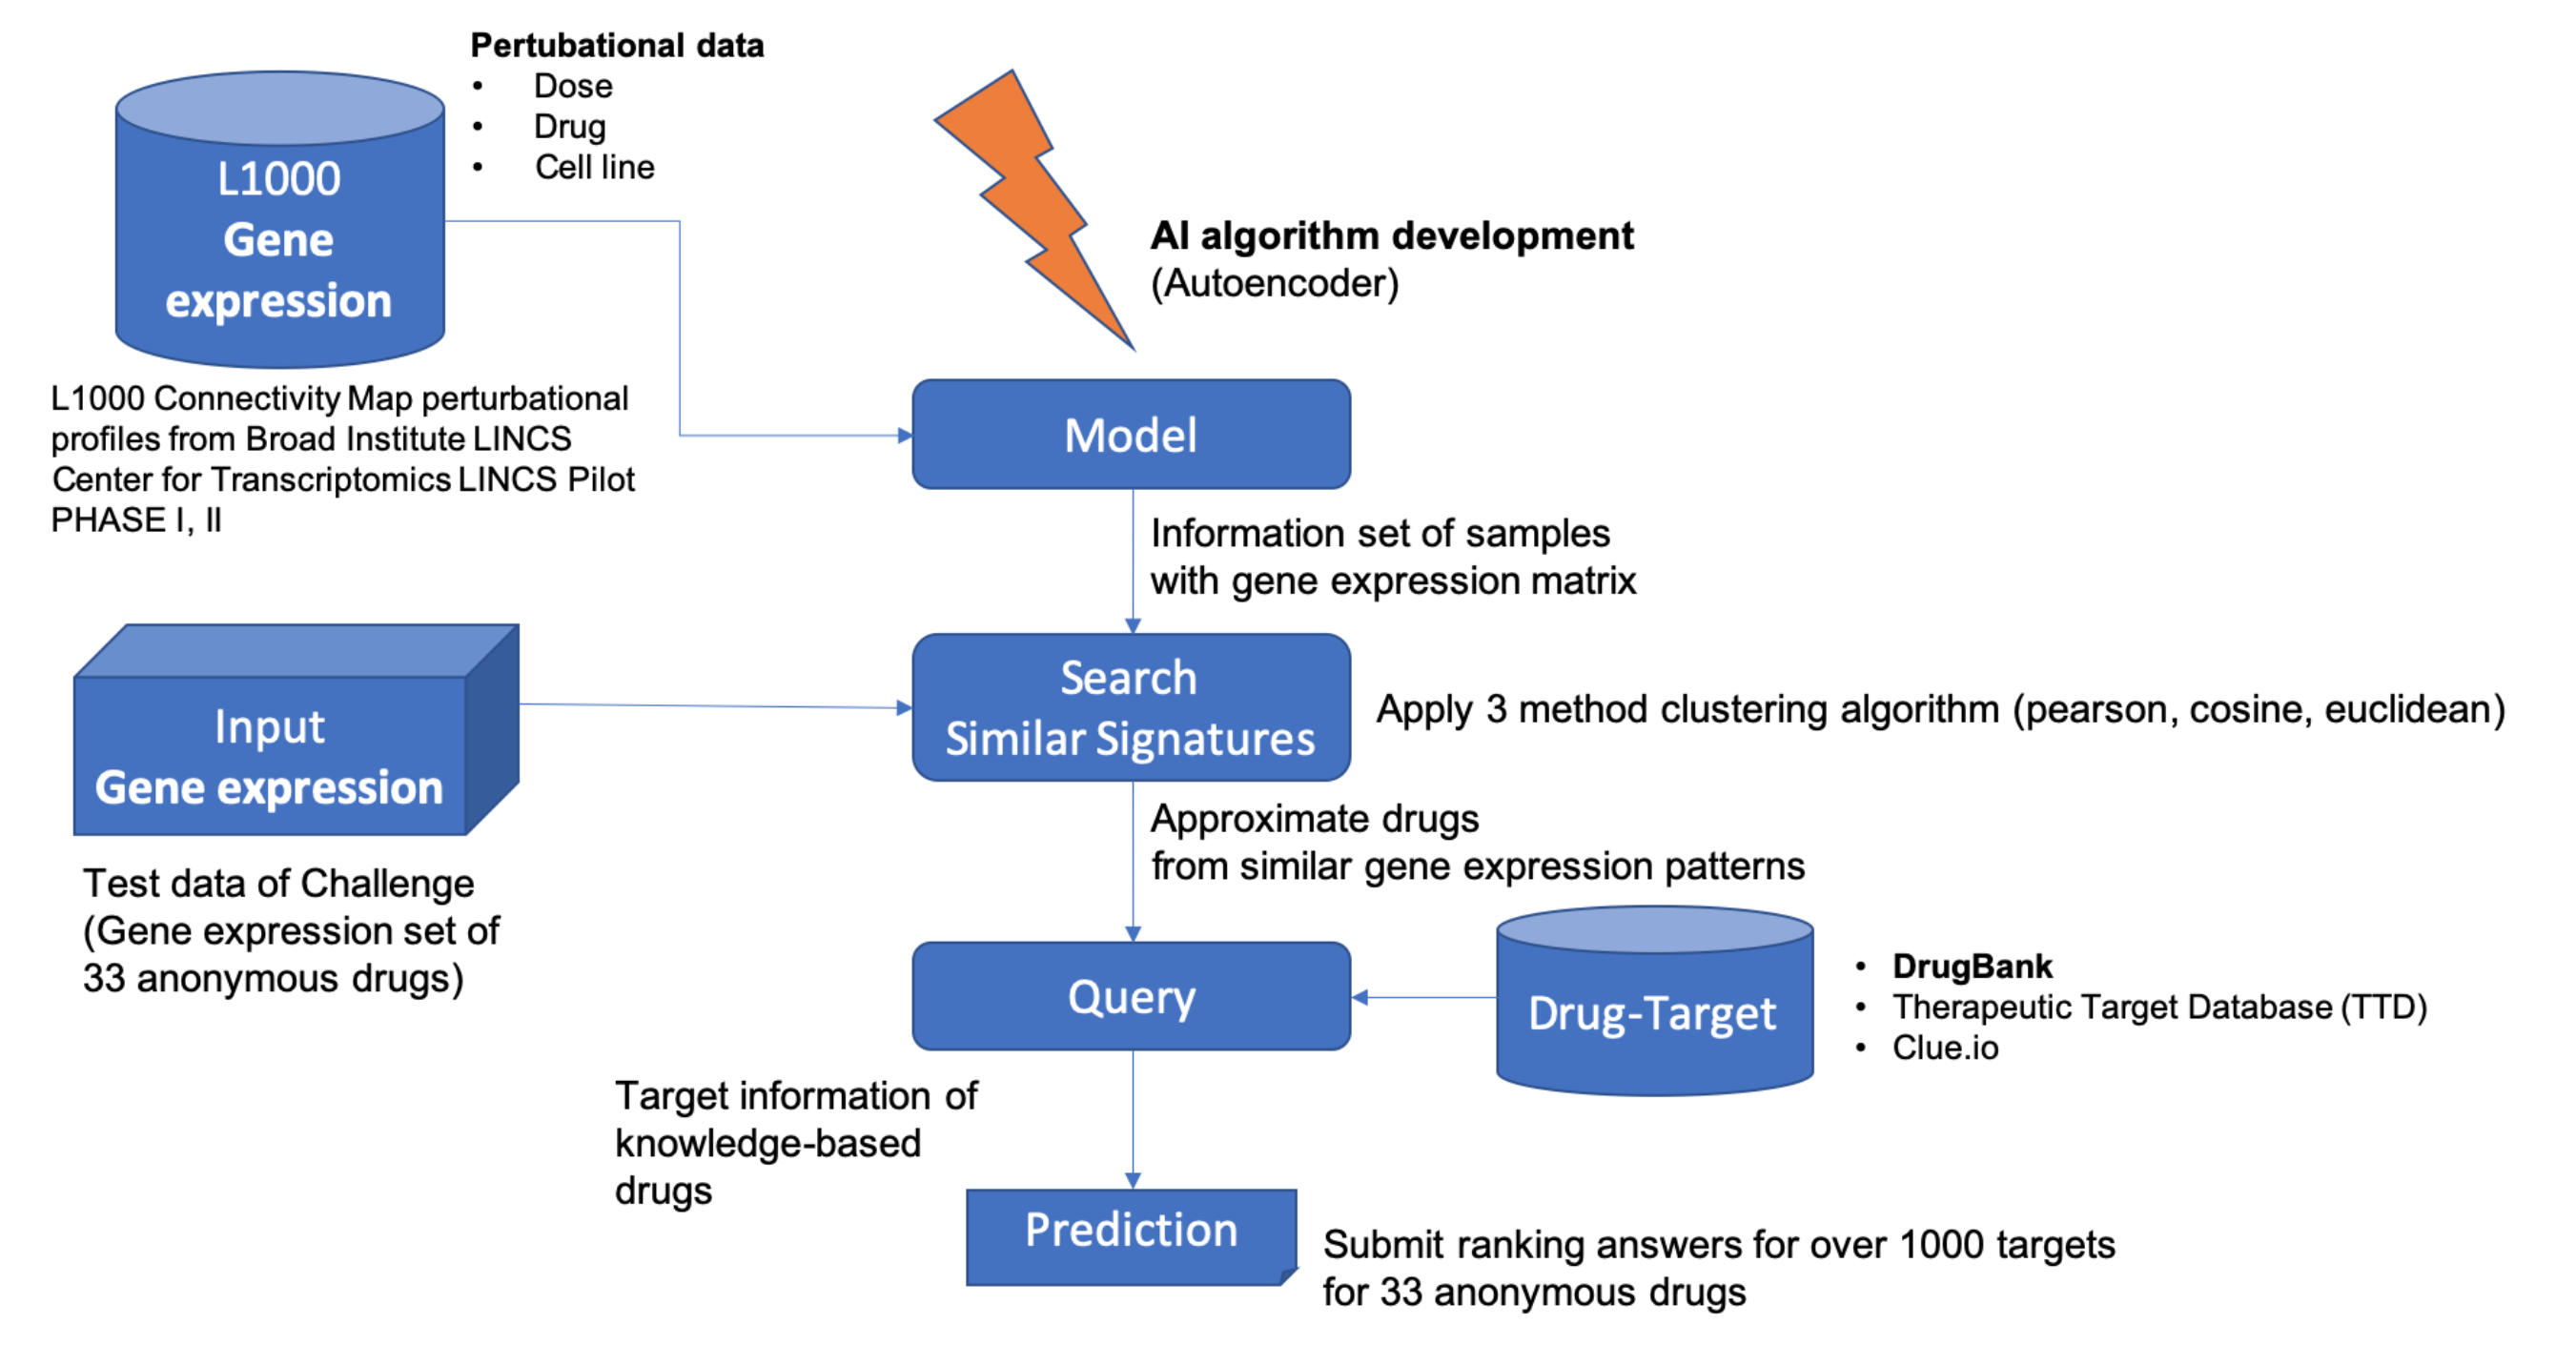 Pertubational data
• Dose
• Drug
• Cell line
L1000
Gene
expression
L1000 Connectivity Map perturbational
profiles from Broad Institute LINCS
Center for Transcriptomics LINCS Pilot
PHASE I, II
AI algorithm development
(Autoencoder)
Model
Information set of samples
with gene expression matrix
Input
Gene expression
Test data of Challenge
(Gene expression set of
33 anonymous drugs)
Search
Similar Signatures
Apply 3 method clustering algorithm (pearson, cosine, euclidean)
Approximate drugs
from similar gene expression patterns
Query
Drug-Target
• DrugBank
• Therapeutic Target Database (TTD)
• Clue.io
Target information of
knowledge-based
drugs
Prediction
Submit ranking answers for over 1000 targets
for 33 anonymous drugs